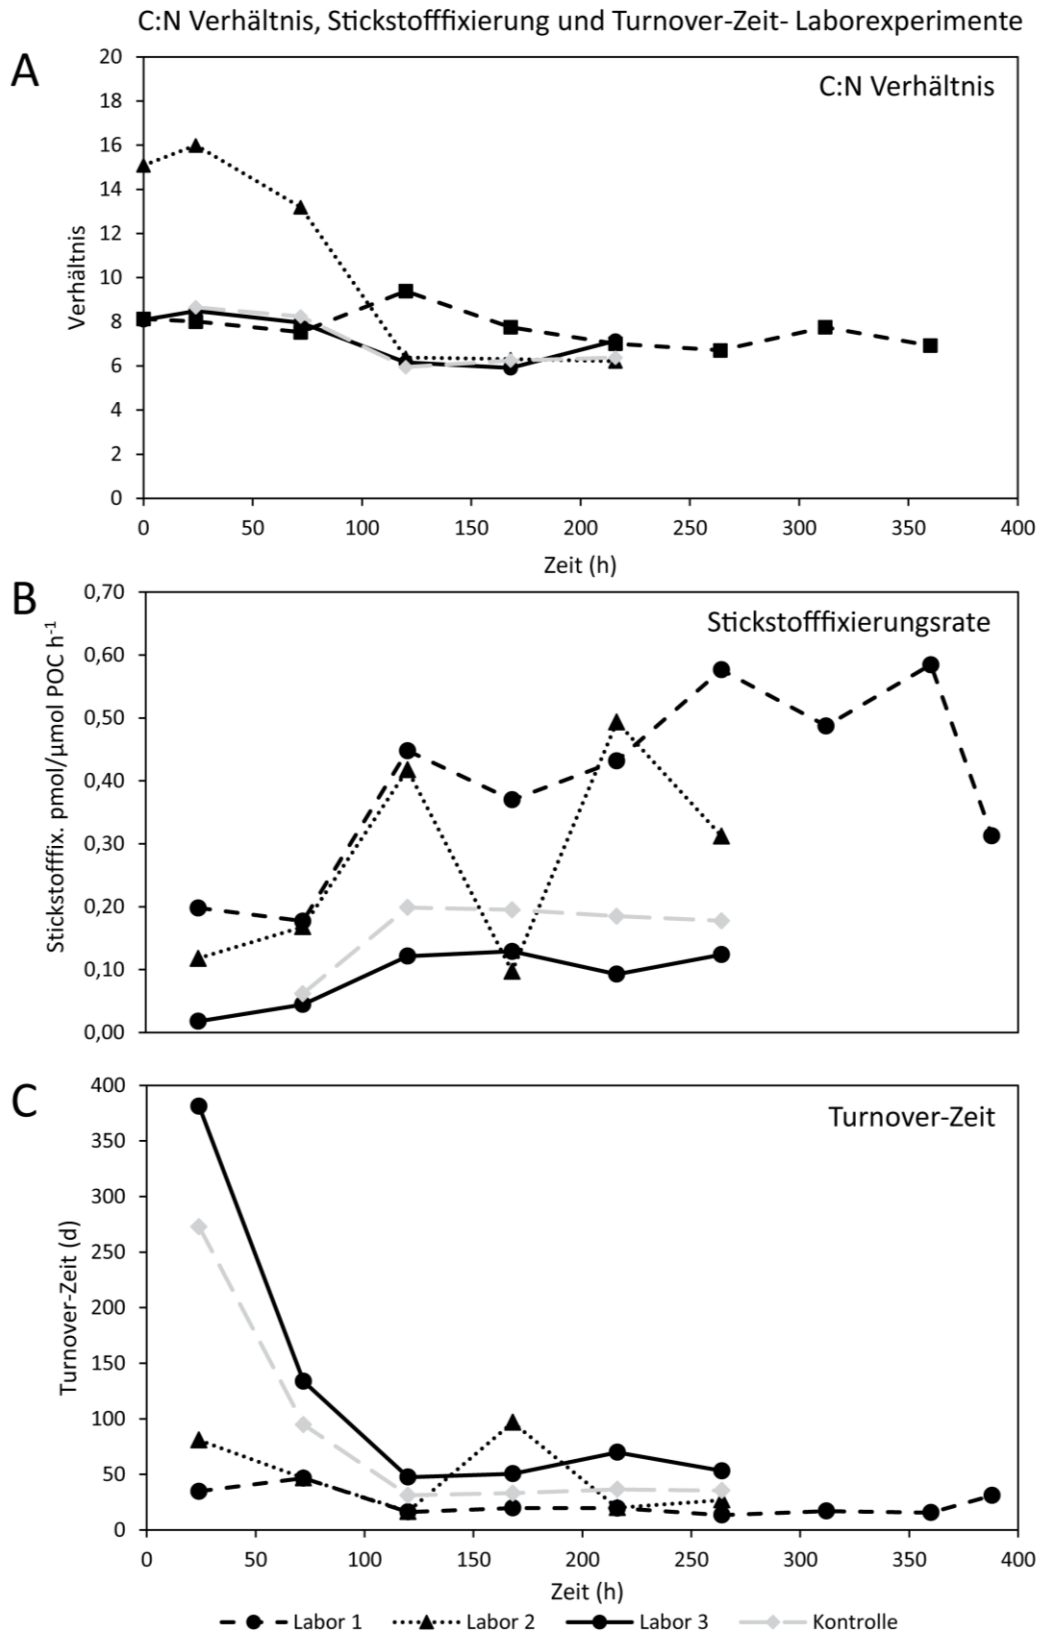 C:N Verhältnis, Stickstofffixierung und Turnover-Zeit- Laborexperimente
A
C:N Verhältnis
Verhältnis
20
18
16
14
12
10
8
6
4
2
0
0 50 100 150 200 250 300 350 400
Zeit (h)
B
Stickstofffixierungsrate
Stickstofffix. pmol/µmol POC h⁻¹
0,70
0,60
0,50
0,40
0,30
0,20
0,10
0,00
C
Turnover-Zeit
Turnover-Zeit (d)
400
350
300
250
200
150
100
50
0
0 50 100 150 200 250 300 350 400
Zeit (h)
Labor 1 Labor 2 Labor 3 Kontrolle